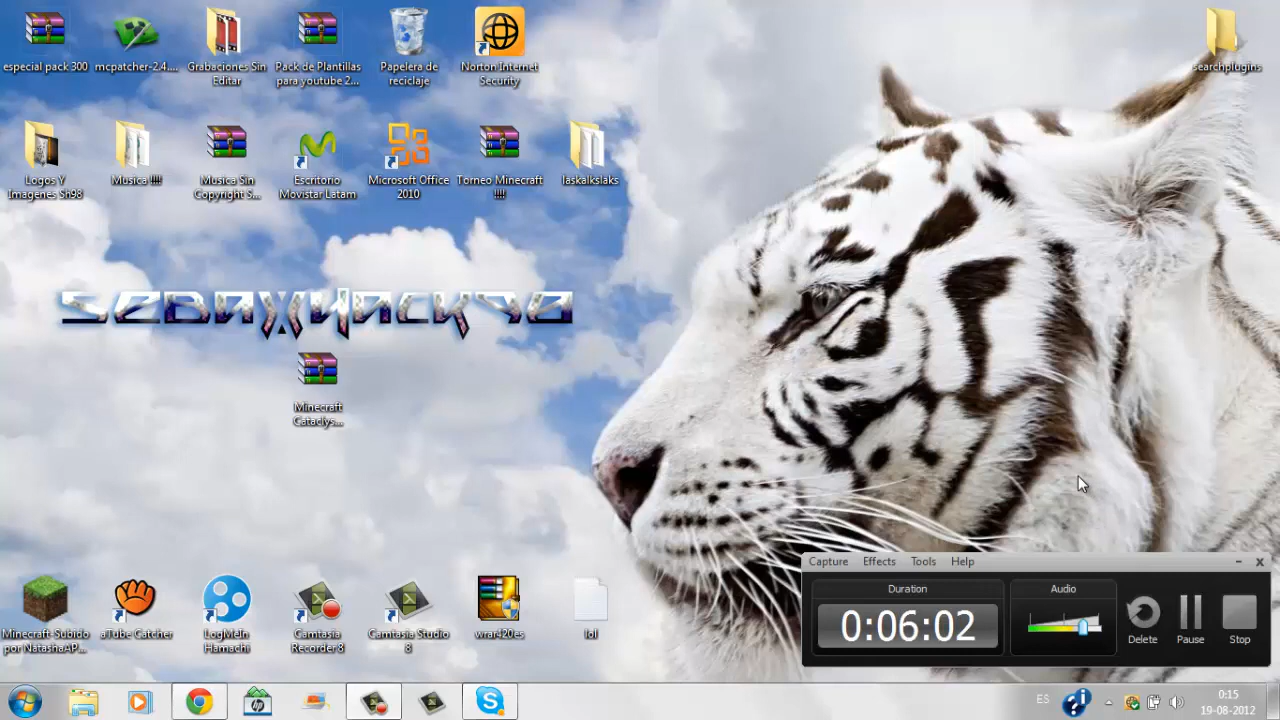 especial pack 300
mcpatcher-2.4....
Grabaciones Sin
Editar
Pack de Plantillas
para youtube 2...
Papelera de
reciclaje
Norton Internet
Security
searchplugins
Logos Y
Imagenes Sh98
Musica !!!!
Musica Sin
Copyright S...
Escritorio
Movistar Latam
Microsoft Office
2010
Torneo Minecraft
!!!!
laskalkslaks
SebaXHack98
Minecraft
Cataclys...
Capture Effects Tools Help
Duration
Audio
0:06:02
Delete
Pause
Stop
Minecraft-Subido
por NatashaAP...
aTube Catcher
LogMeIn
Hamachi
Camtasia
Recorder 8
Camtasia Studio
8
wrar420es
lol
ES
0:15
19-08-2012